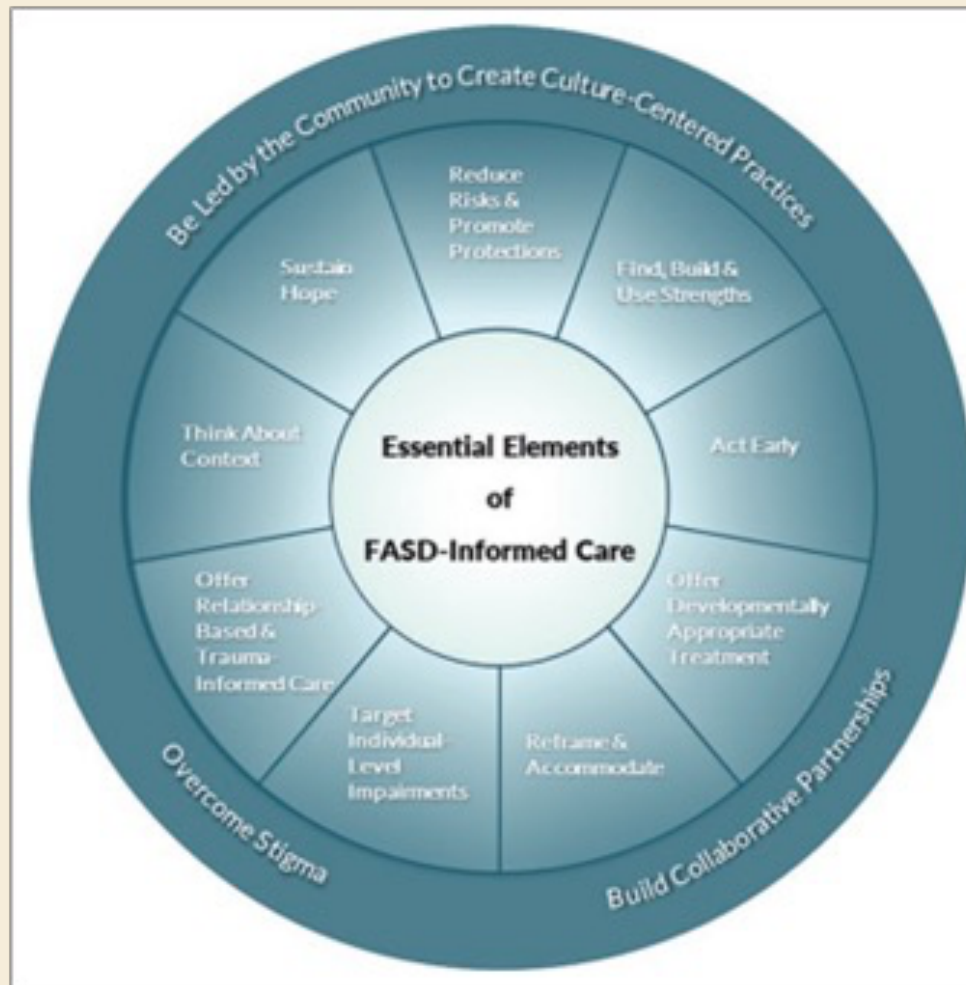 Be Led by the Community to Create Culture-Centered Practices
Reduce
Risks &
Promote
Protections
Find, Build &
Use Strengths
Act Early
Offer
Developmentally
Appropriate
Treatment
Reframe &
Accommodate
Target
Individual-
Level
Impairments
Offer
Relationship-
Based &
Trauma-
Informed Care
Think About
Context
Sustain
Hope
Essential Elements
of
FASD-Informed Care
Build Collaborative Partnerships
Overcome Stigma